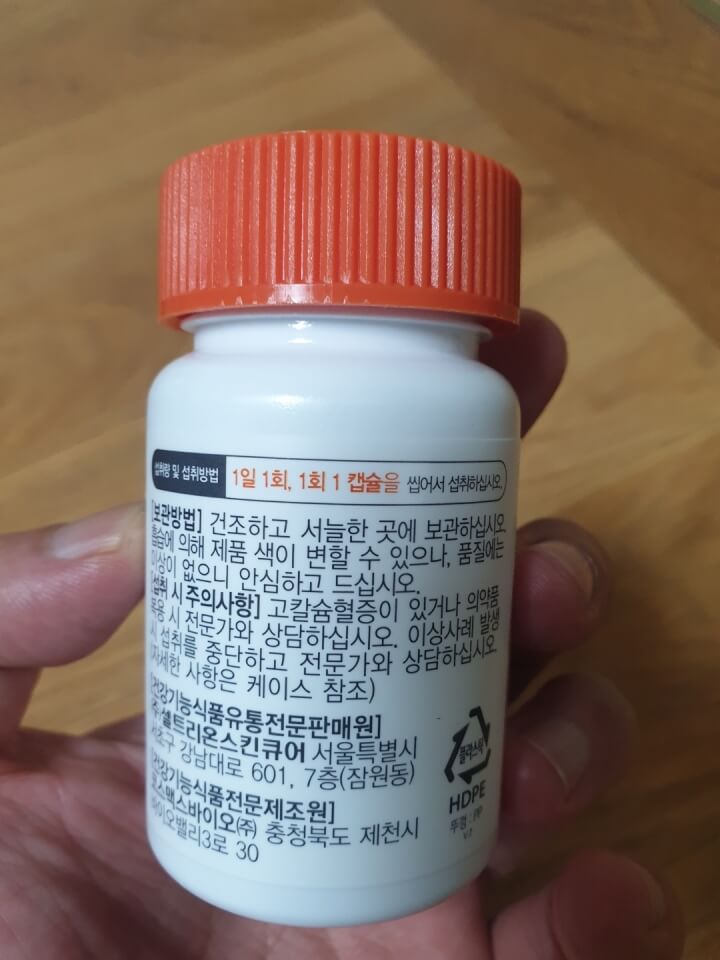 섭취량 및 섭취방법 1일 1회, 1회 1 캡슐을 씹어서 섭취하십시오.
[보관방법] 건조하고 서늘한 곳에 보관하십시오.
흡습에 의해 제품 색이 변할 수 있으나, 품질에는
이상이 없으니 안심하고 드십시오.
[섭취 시 주의사항] 고칼슘혈증이 있거나 의약품
복용 시 전문가와 상담하십시오. 이상사례 발생
시 섭취를 중단하고 전문가와 상담하십시오.
(자세한 사항은 케이스 참조)
[건강기능식품유통전문판매원]
(주)셀트리온스킨큐어 서울특별시
서초구 강남대로 601, 7층(잠원동)
[건강기능식품전문제조원]
코스맥스바이오(주) 충청북도 제천시
바이오밸리3로 30
플라스틱
HDPE
뚜껑 : PP